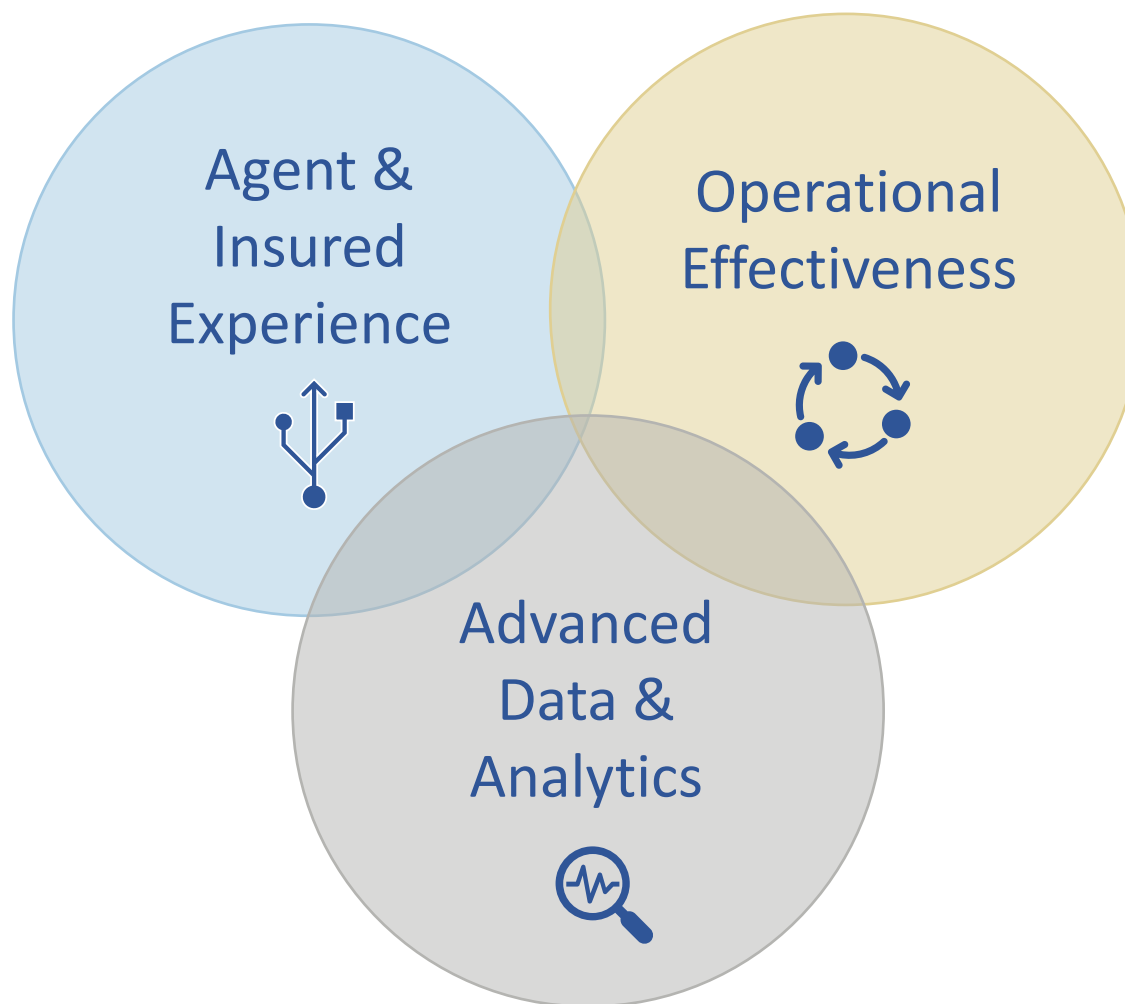 Agent &
Insured
Experience
Operational
Effectiveness
Advanced
Data &
Analytics